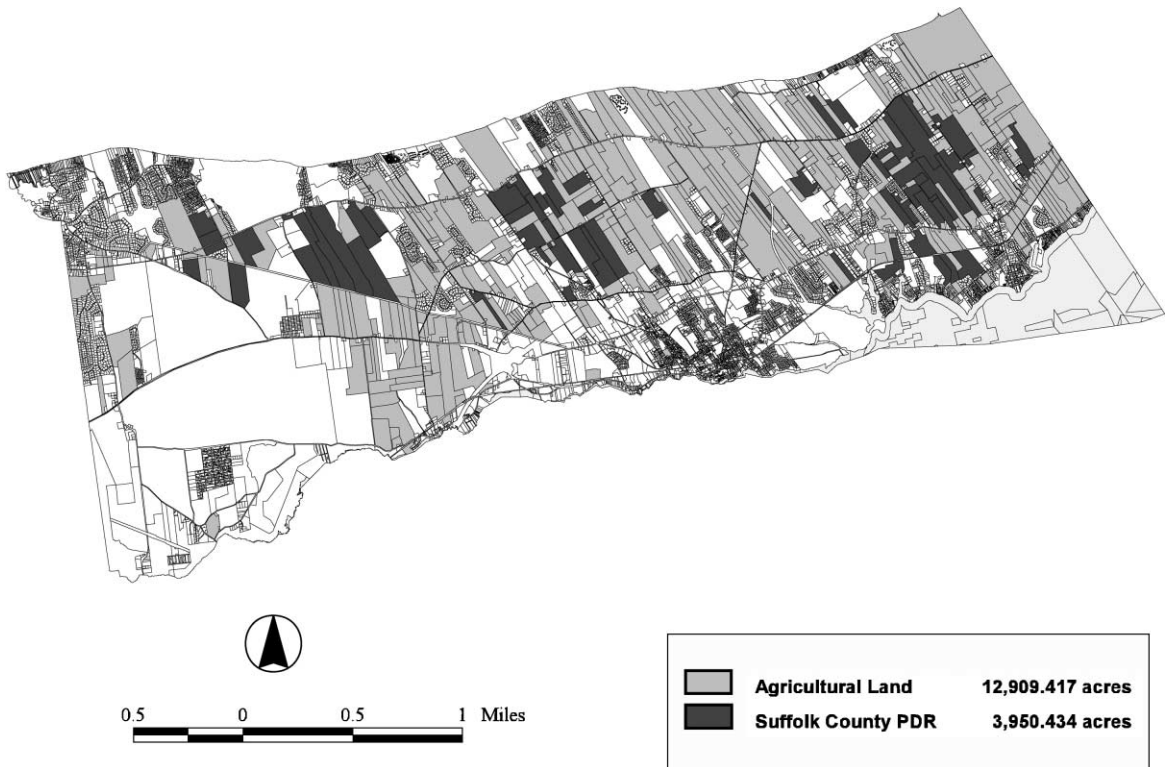 0.5 0 0.5 1 Miles
Agricultural Land 12,909.417 acres
Suffolk County PDR 3,950.434 acres